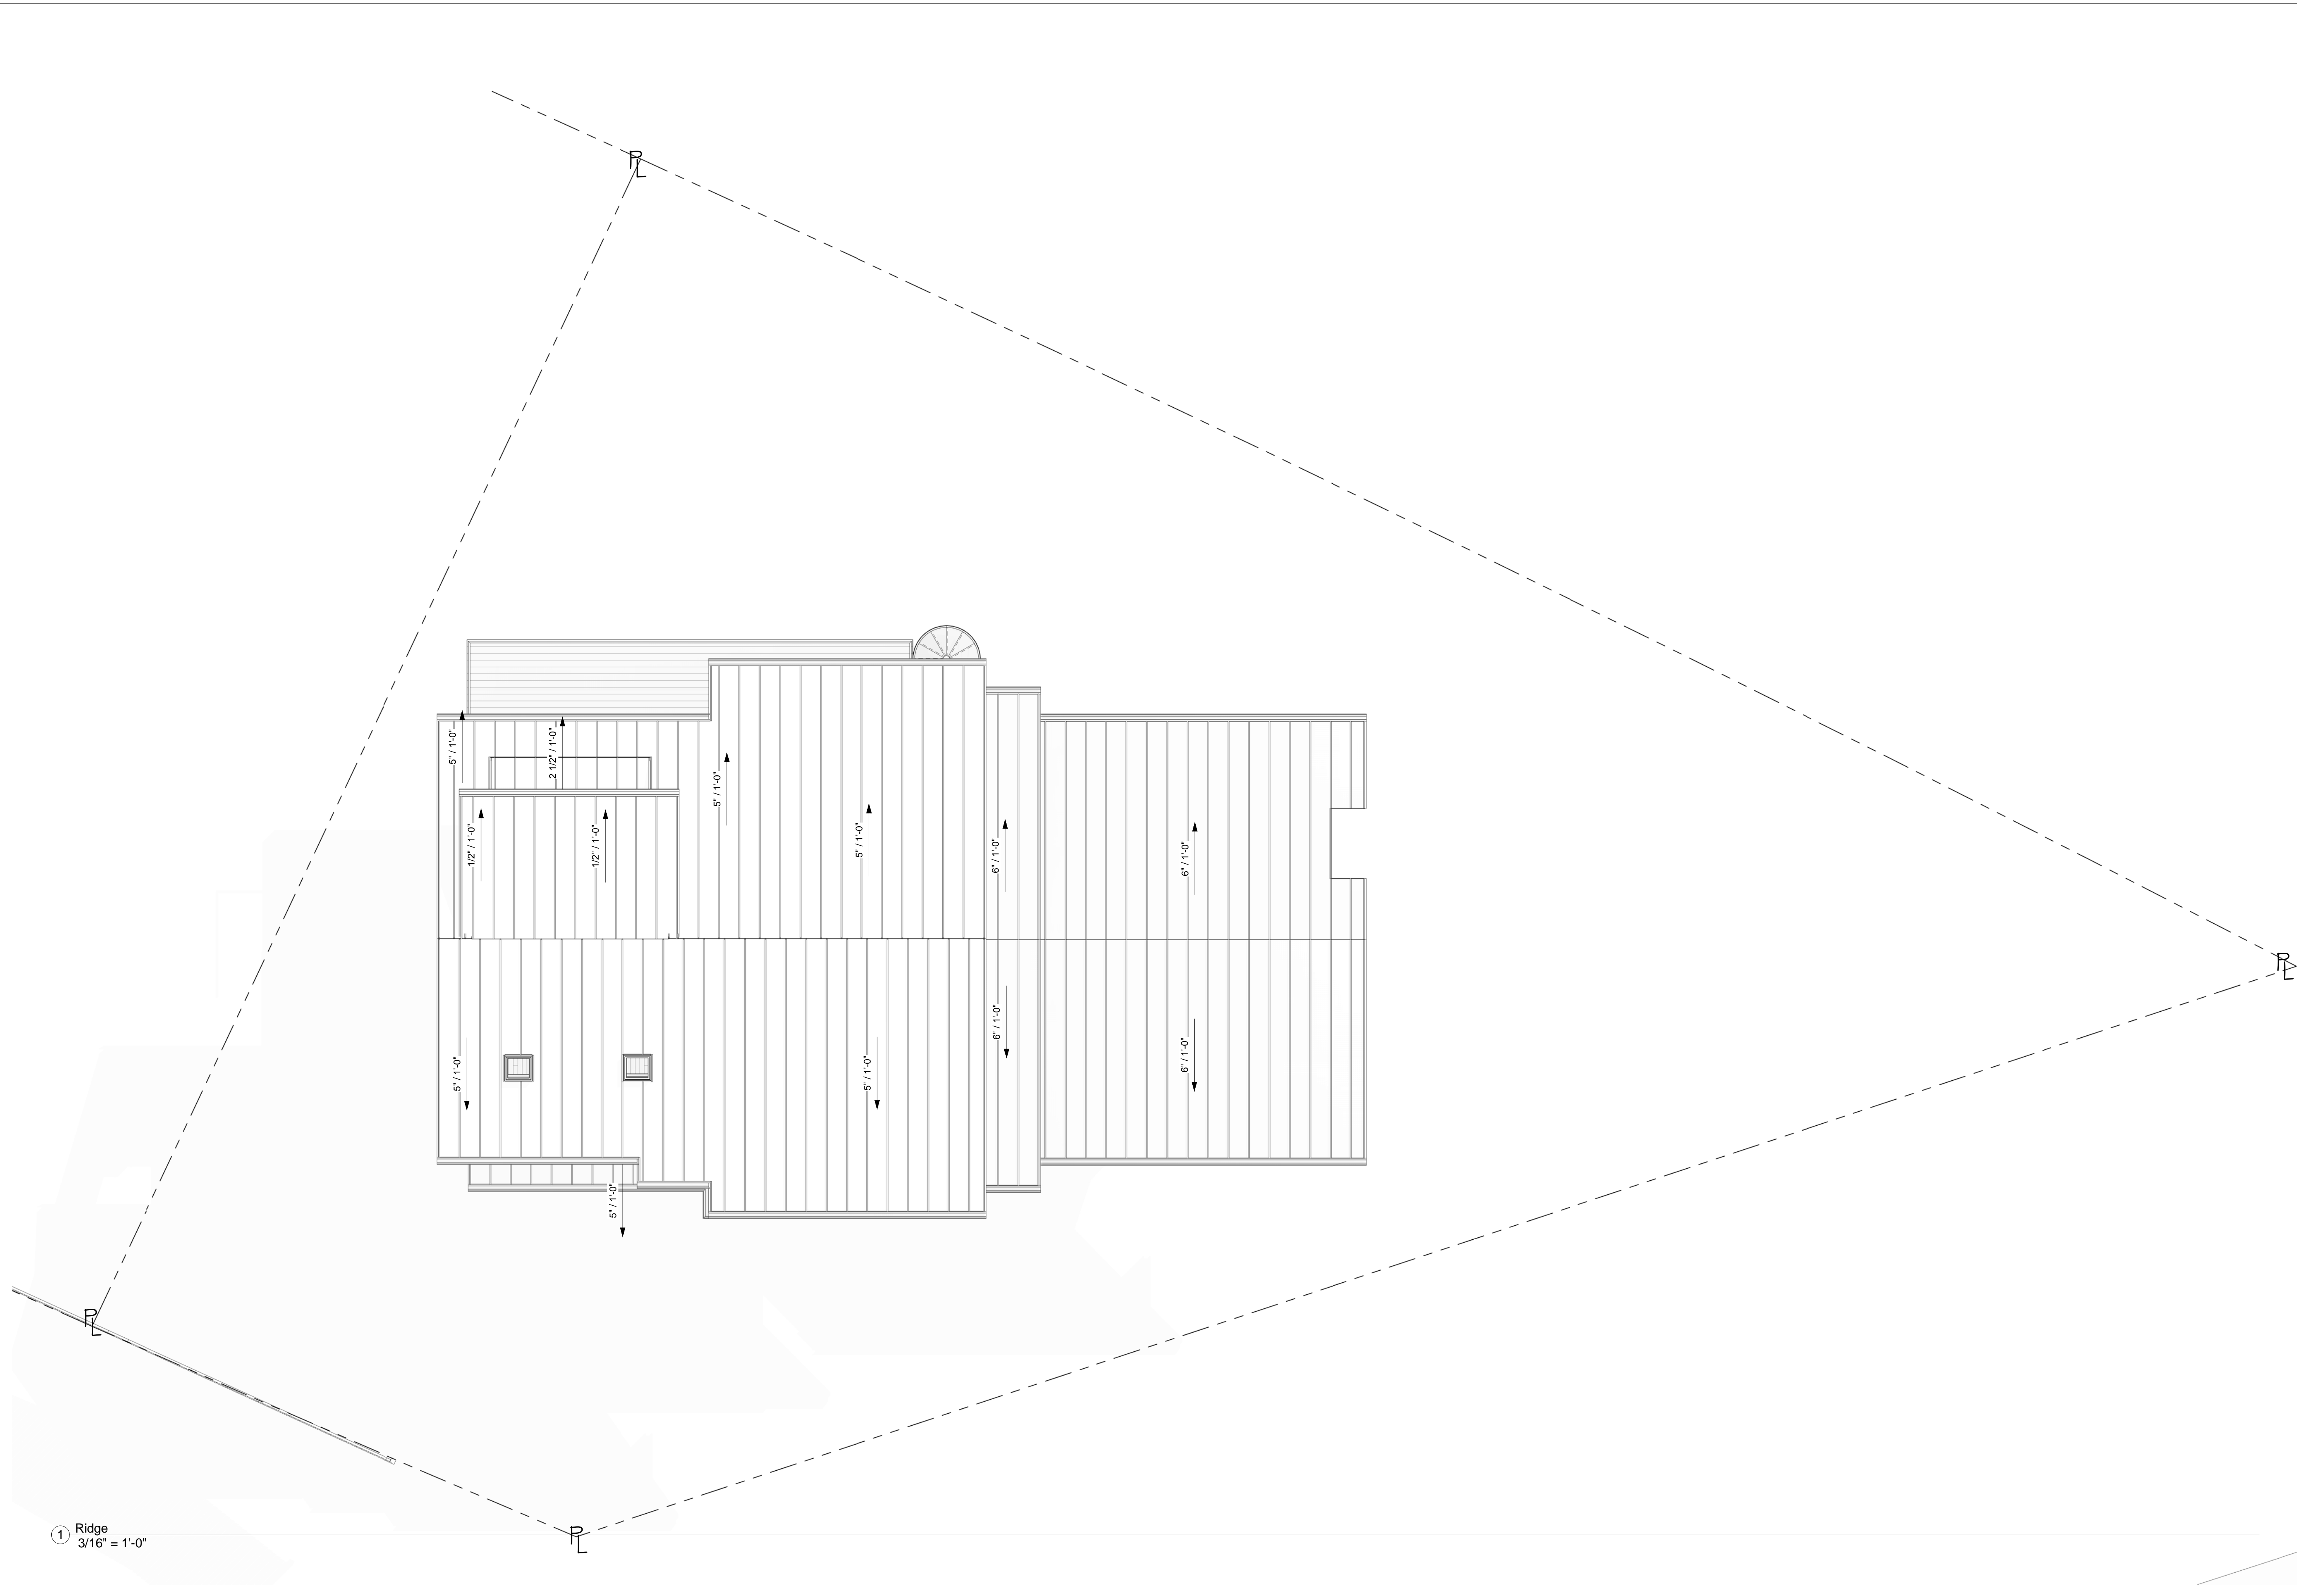 PL
5" / 1'-0"
2 1/2" / 1'-0"
5" / 1'-0"
1/2" / 1'-0"
1/2" / 1'-0"
5" / 1'-0"
6" / 1'-0"
6" / 1'-0"
PL
6" / 1'-0"
6" / 1'-0"
5" / 1'-0"
5" / 1'-0"
5" / 1'-0"
PL
1 Ridge
3/16" = 1'-0"
PL